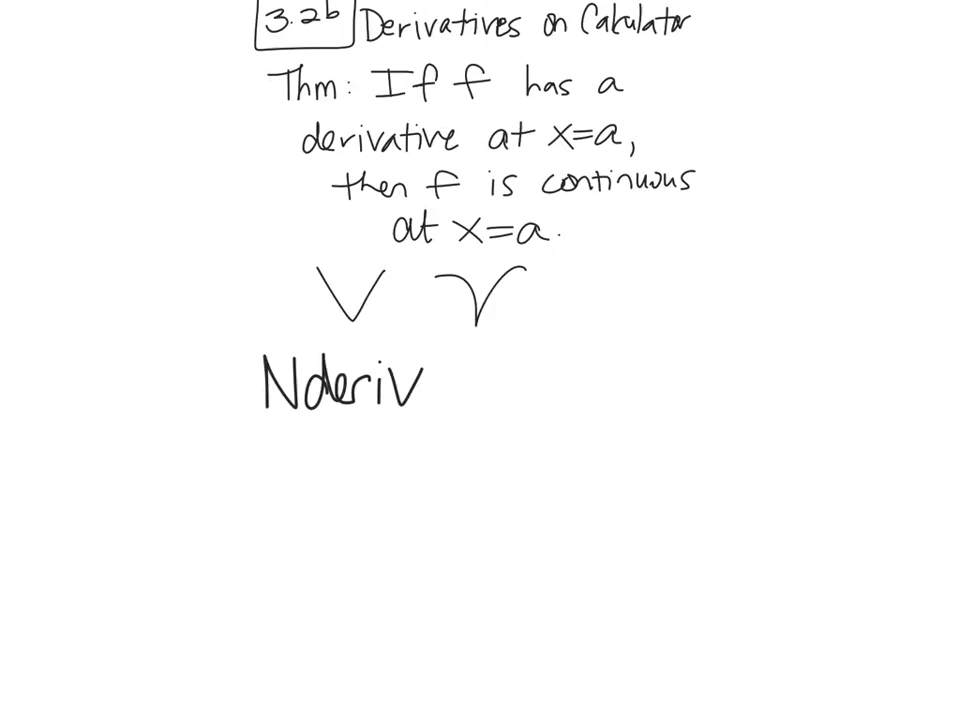 3.2b Derivatives on Calculator
Thm: If f has a
derivative at x=a,
then f is continuous
at x=a.
Nderiv